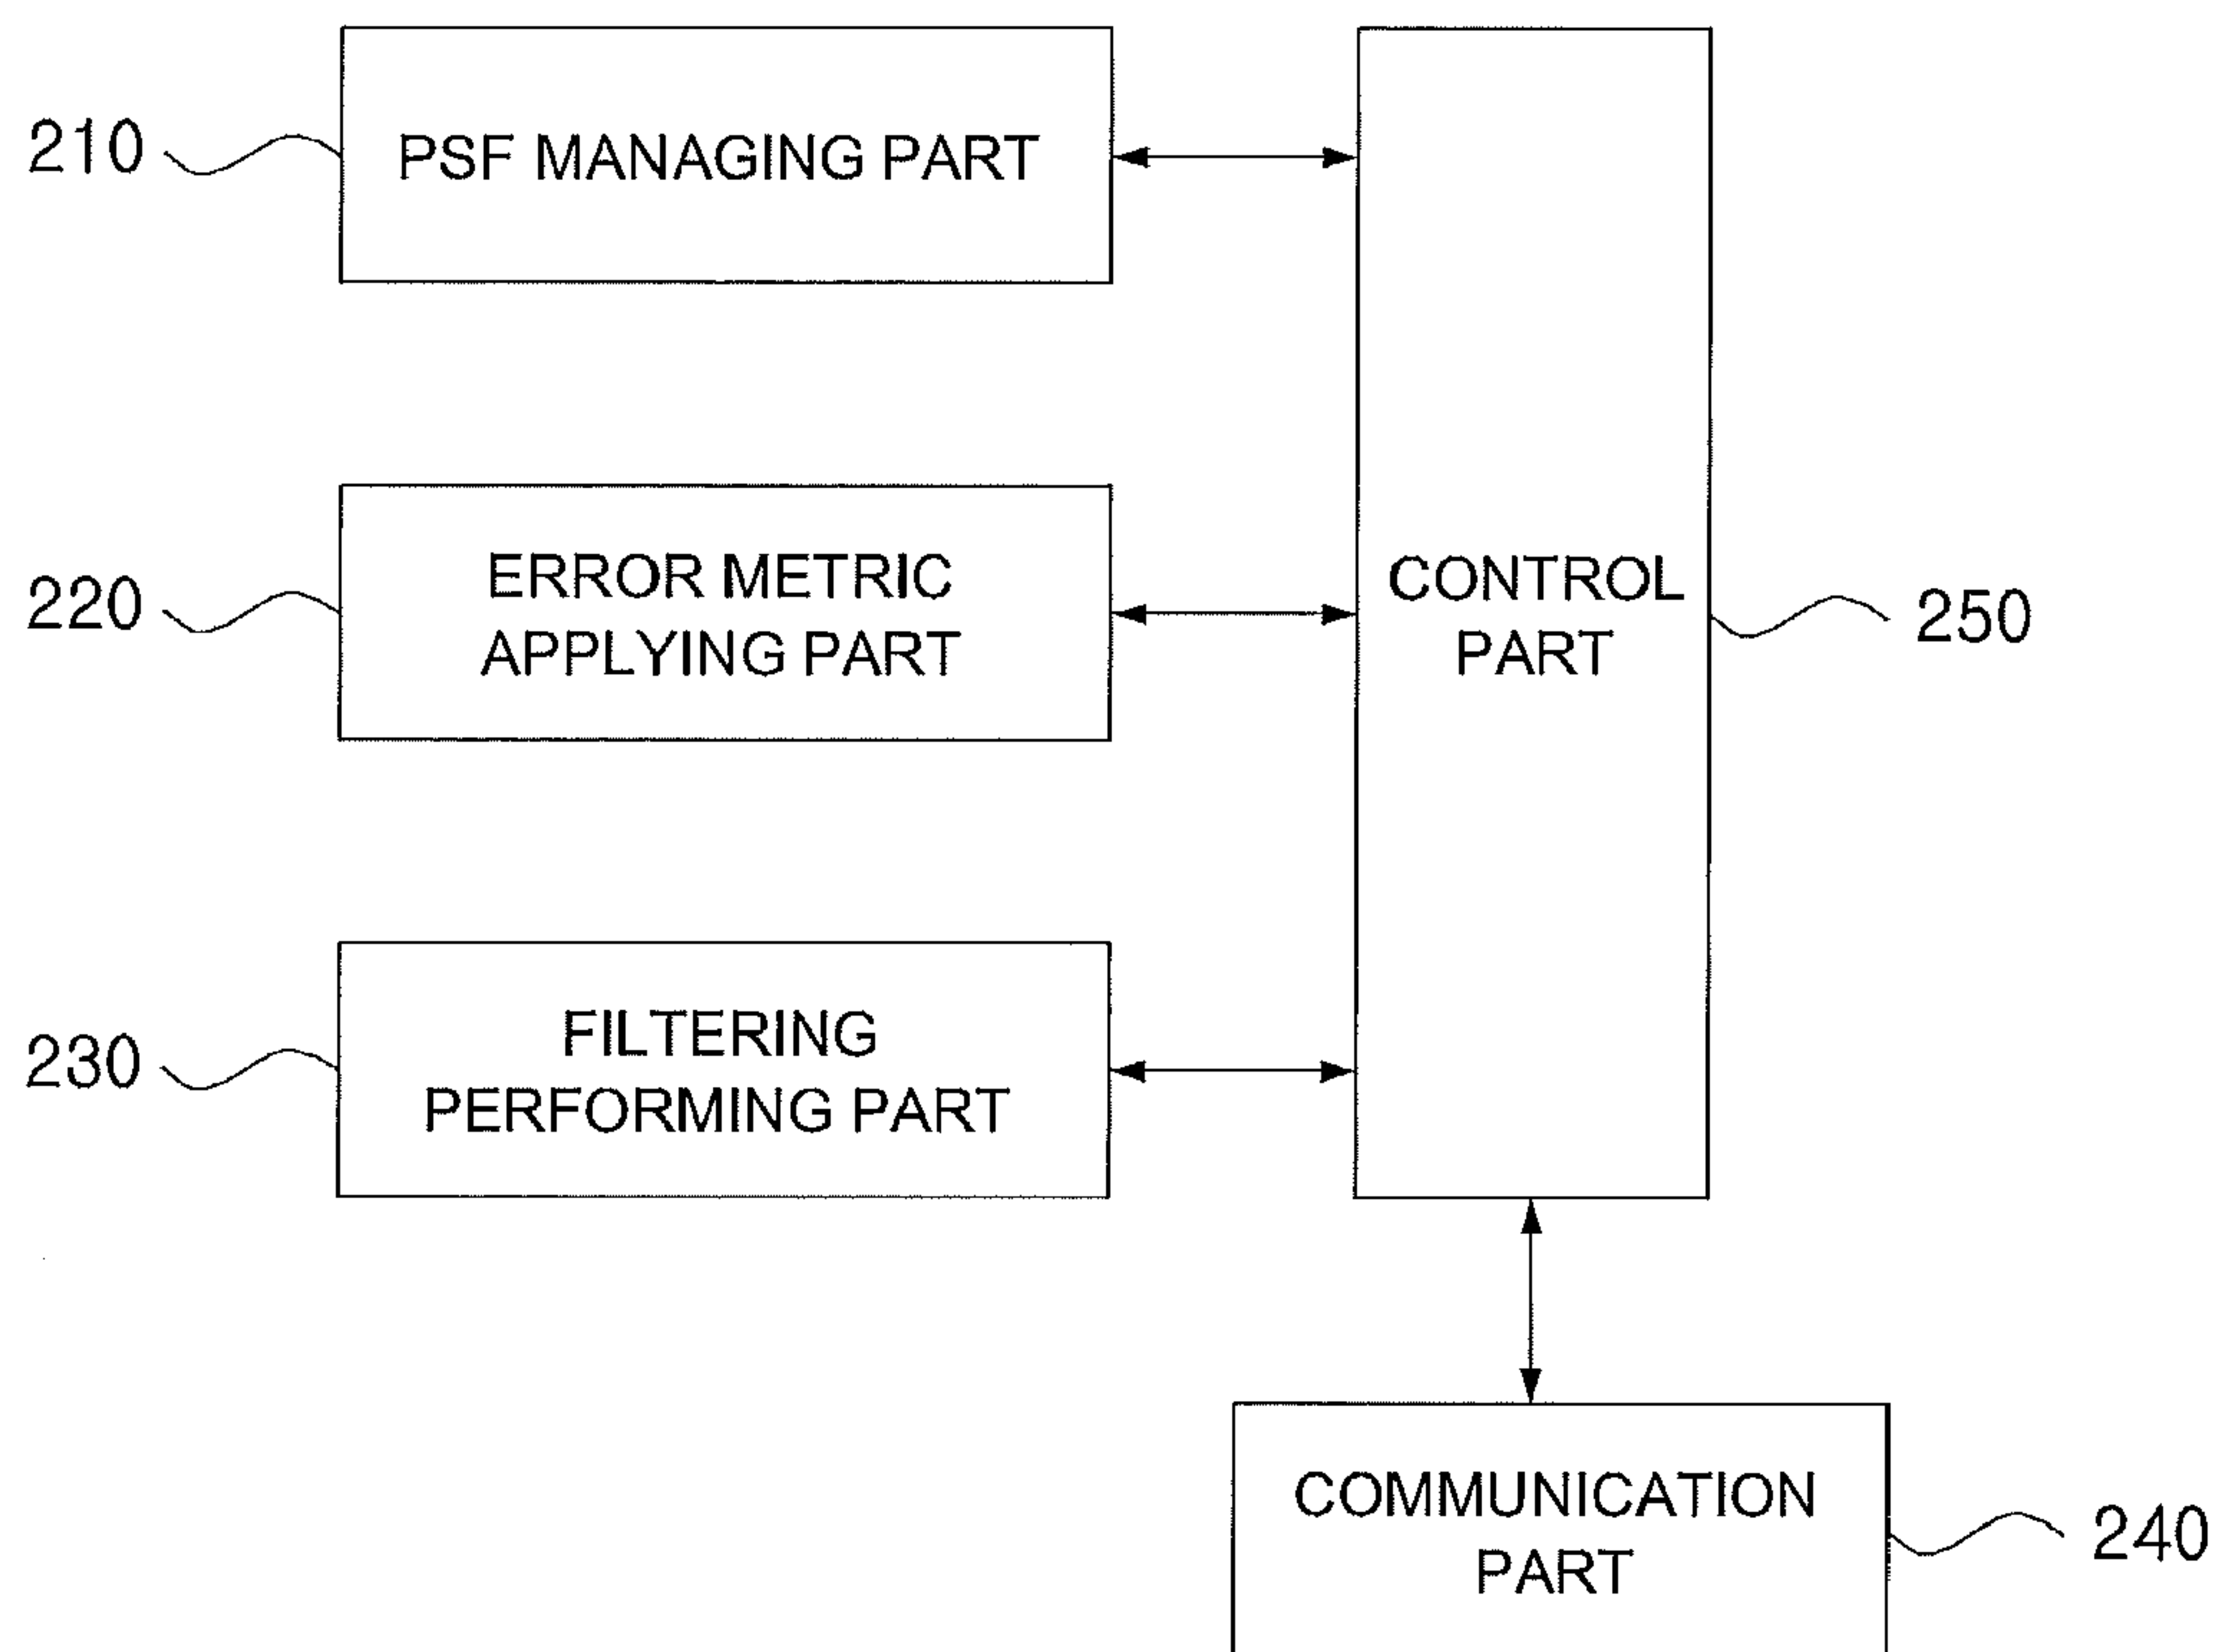 210
PSF MANAGING PART
220
ERROR METRIC
APPLYING PART
CONTROL
PART
250
230
FILTERING
PERFORMING PART
COMMUNICATION
PART
240